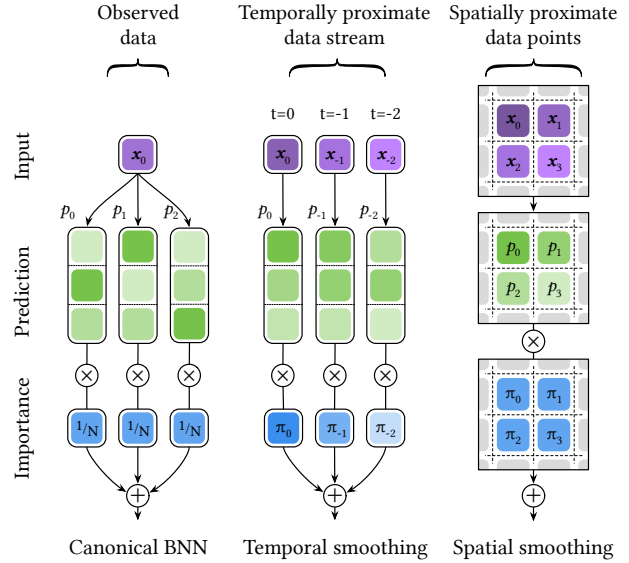 Observed
data
Temporally proximate
data stream
Spatially proximate
data points
Input
x₀
t=0 t=-1 t=-2
x₀ x₋₁ x₋₂
x₀ x₁
x₂ x₃
Prediction
p₀ p₁ p₂
p₀ p₋₁ p₋₂
p₀ p₁
p₂ p₃
× × × × × × ×
Importance
1/N 1/N 1/N
π₀ π₋₁ π₋₂
π₀ π₁
π₂ π₃
+ + +
Canonical BNN
Temporal smoothing
Spatial smoothing